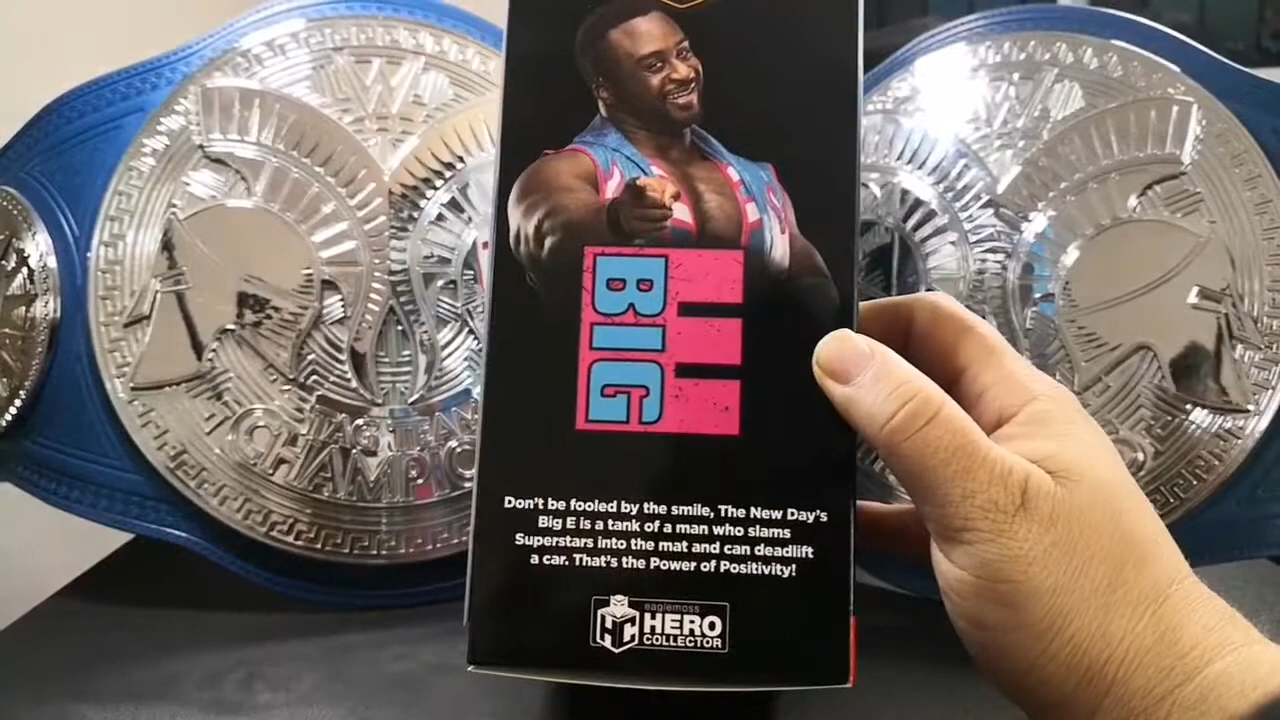 W
TAG TEAM
CHAMPIO
BIG
E
Don't be fooled by the smile, The New Day's
Big E is a tank of a man who slams
Superstars into the mat and can deadlift
a car. That's the Power of Positivity!
eaglemoss
HC HERO
COLLECTOR